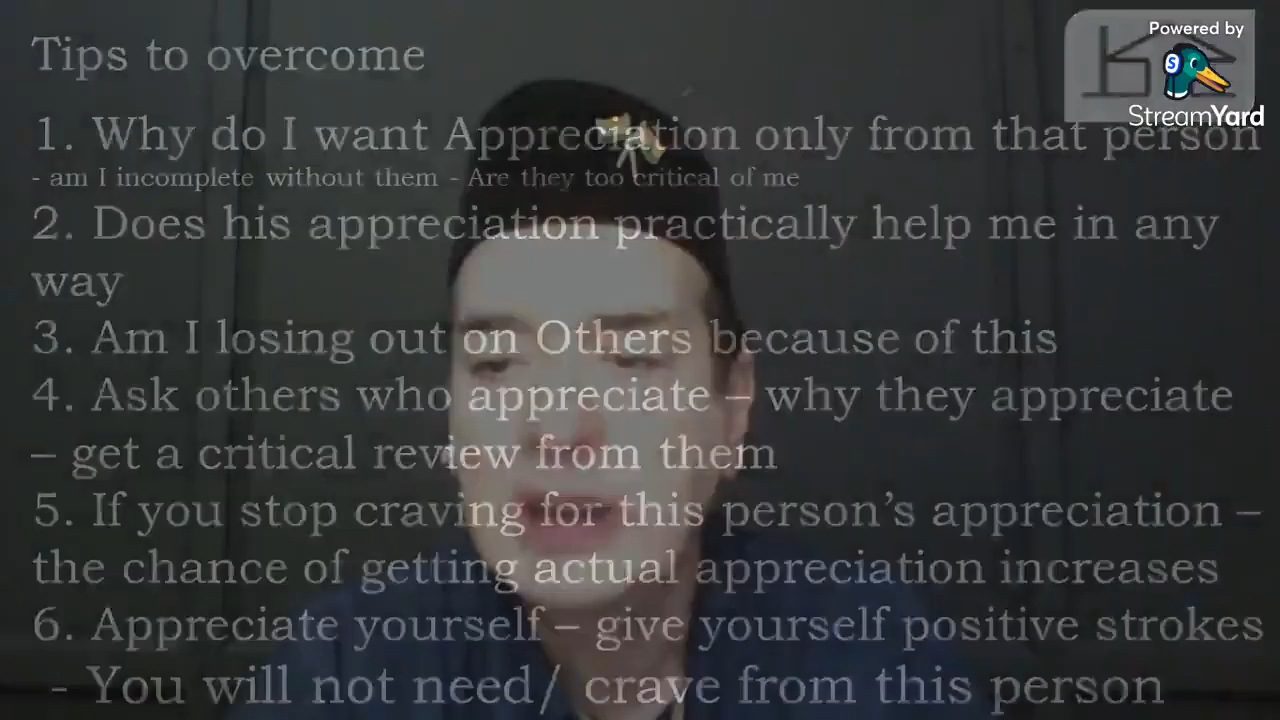 Powered by
StreamYard
Tips to overcome
1. Why do I want Appreciation only from that person
- am I incomplete without them - Are they too critical of me
2. Does his appreciation practically help me in any
way
3. Am I losing out on Others because of this
4. Ask others who appreciate – why they appreciate
– get a critical review from them
5. If you stop craving for this person’s appreciation –
the chance of getting actual appreciation increases
6. Appreciate yourself – give yourself positive strokes
- You will not need/ crave from this person